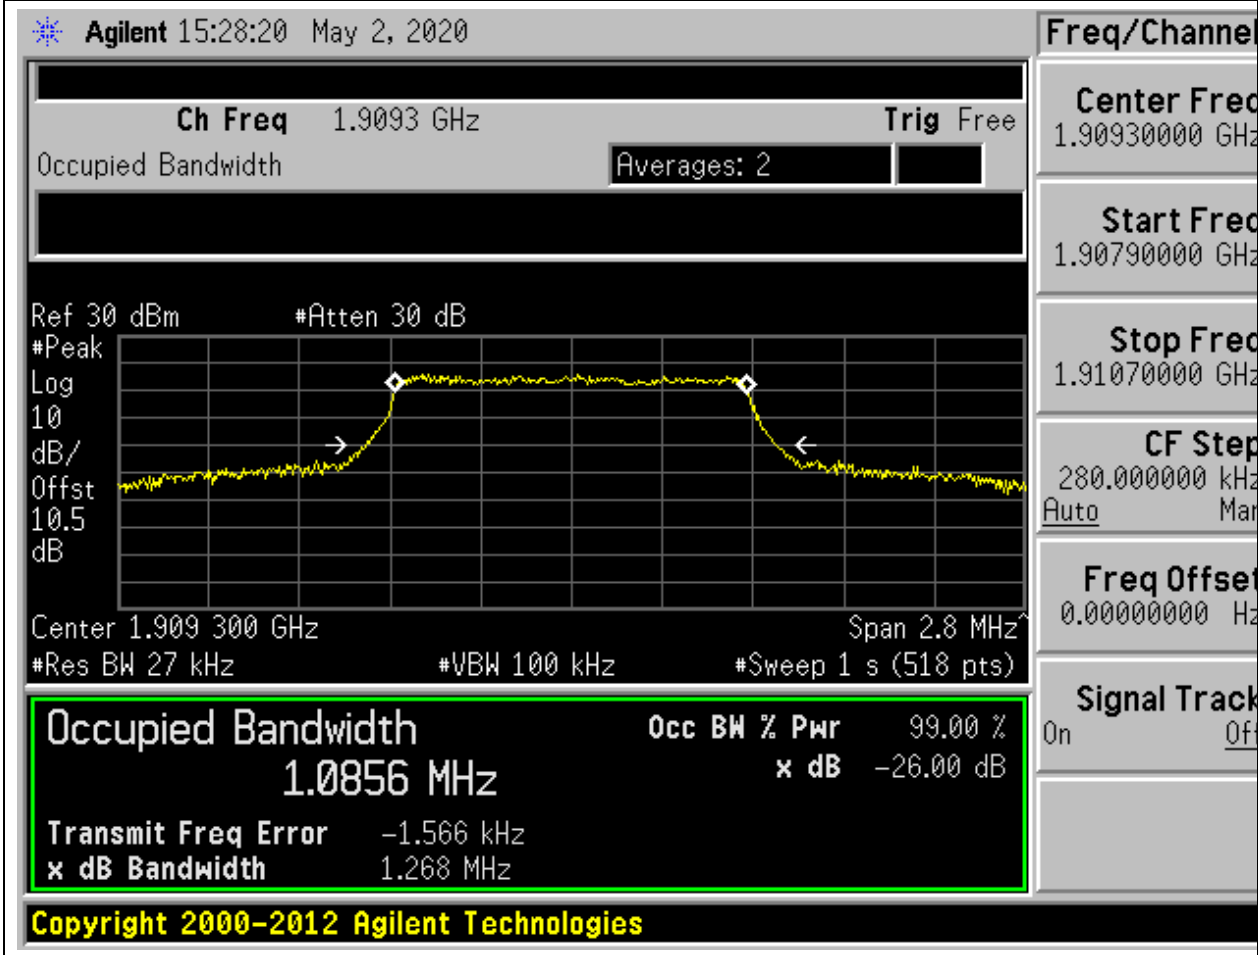 Agilent 15:28:20 May 2, 2020
Freq/Channel
Ch Freq 1.9093 GHz Trig Free
Occupied Bandwidth Averages: 2
Center Freq
1.90930000 GHz
Start Freq
1.90790000 GHz
Stop Freq
1.91070000 GHz
CF Step
280.000000 kHz
Auto Man
Freq Offset
0.00000000 Hz
Signal Track
On Off
Ref 30 dBm #Atten 30 dB
#Peak
Log
10
dB/
Offst
10.5
dB
Center 1.909 300 GHz Span 2.8 MHz^
#Res BW 27 kHz #VBW 100 kHz #Sweep 1 s (518 pts)
Occupied Bandwidth Occ BW % Pwr 99.00 %
1.0856 MHz x dB -26.00 dB
Transmit Freq Error -1.566 kHz
x dB Bandwidth 1.268 MHz
Copyright 2000-2012 Agilent Technologies